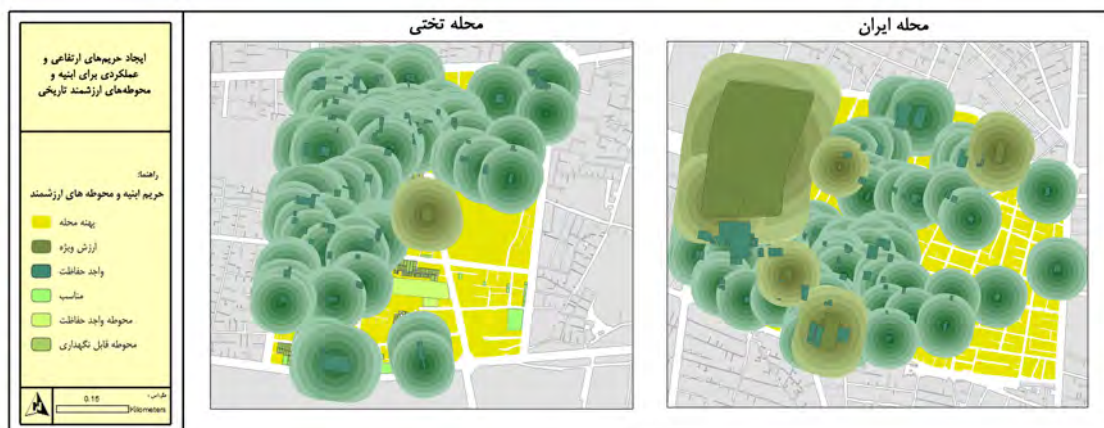 محله ایران
محله تختی
ایجاد حریم‌های ارتفاعی و
عملکردی برای ابنیه و
محوطه‌های ارزشمند تاریخی
راهنما:
حریم ابنیه و محوطه های ارزشمند
پهنه محله
ارزش ویژه
واجد حفاظت
مناسب
محوطه واجد حفاظت
محوطه قابل نگهداری
0.15
Kilometers